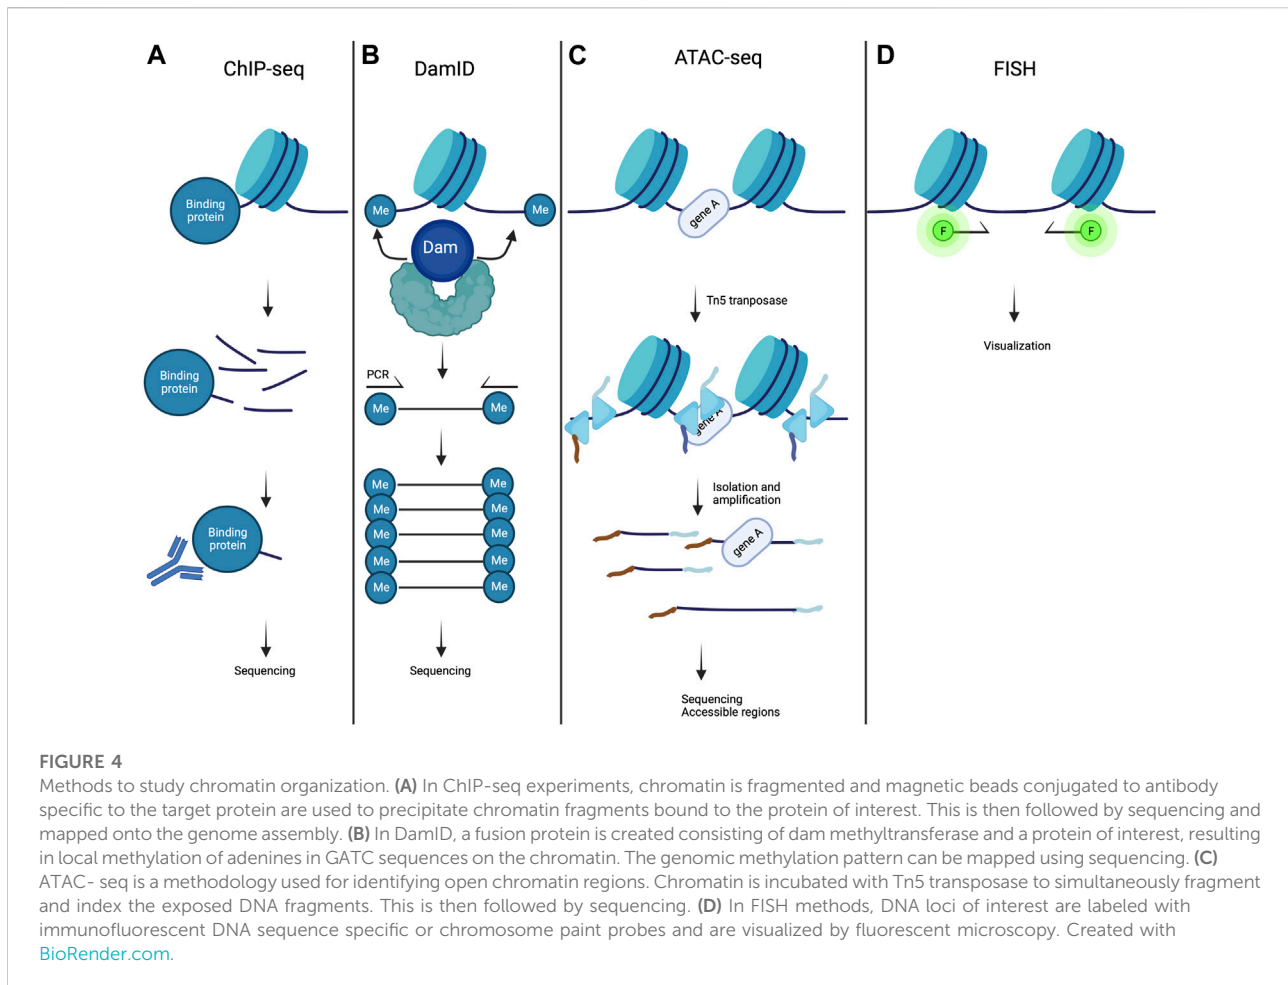 A
ChIP-seq
Binding
protein
Binding
protein
Binding
protein
Sequencing
B
DamID
Me
Me
Dam
PCR
Me
Me
Me
Me
Me
Me
Me
Me
Me
Me
Me
Me
Sequencing
C
ATAC-seq
gene A
Tn5 tranposase
gene A
Isolation and
amplification
gene A
Sequencing
Accessible regions
D
FISH
F
F
Visualization
FIGURE 4
Methods to study chromatin organization. (A) In ChIP-seq experiments, chromatin is fragmented and magnetic beads conjugated to antibody
specific to the target protein are used to precipitate chromatin fragments bound to the protein of interest. This is then followed by sequencing and
mapped onto the genome assembly. (B) In DamID, a fusion protein is created consisting of dam methyltransferase and a protein of interest, resulting
in local methylation of adenines in GATC sequences on the chromatin. The genomic methylation pattern can be mapped using sequencing. (C)
ATAC- seq is a methodology used for identifying open chromatin regions. Chromatin is incubated with Tn5 transposase to simultaneously fragment
and index the exposed DNA fragments. This is then followed by sequencing. (D) In FISH methods, DNA loci of interest are labeled with
immunofluorescent DNA sequence specific or chromosome paint probes and are visualized by fluorescent microscopy. Created with
BioRender.com.